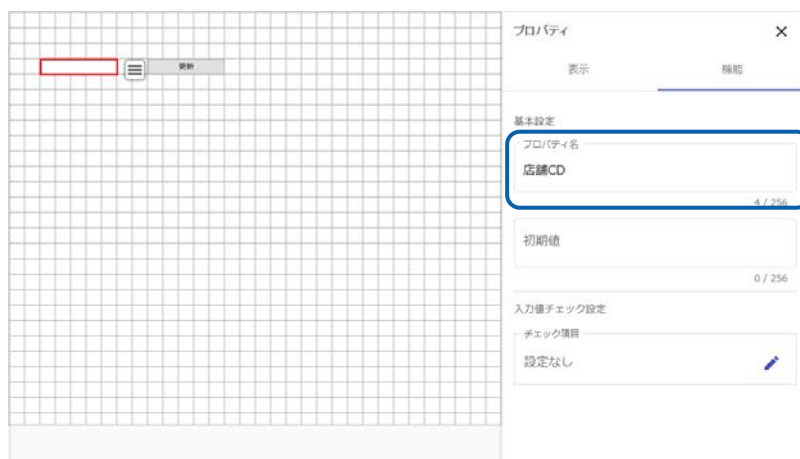 プロパティ
表示
機能
更新
基本設定
プロパティ名
店舗CD
4 / 256
初期値
0 / 256
入力値チェック設定
チェック項目
設定なし